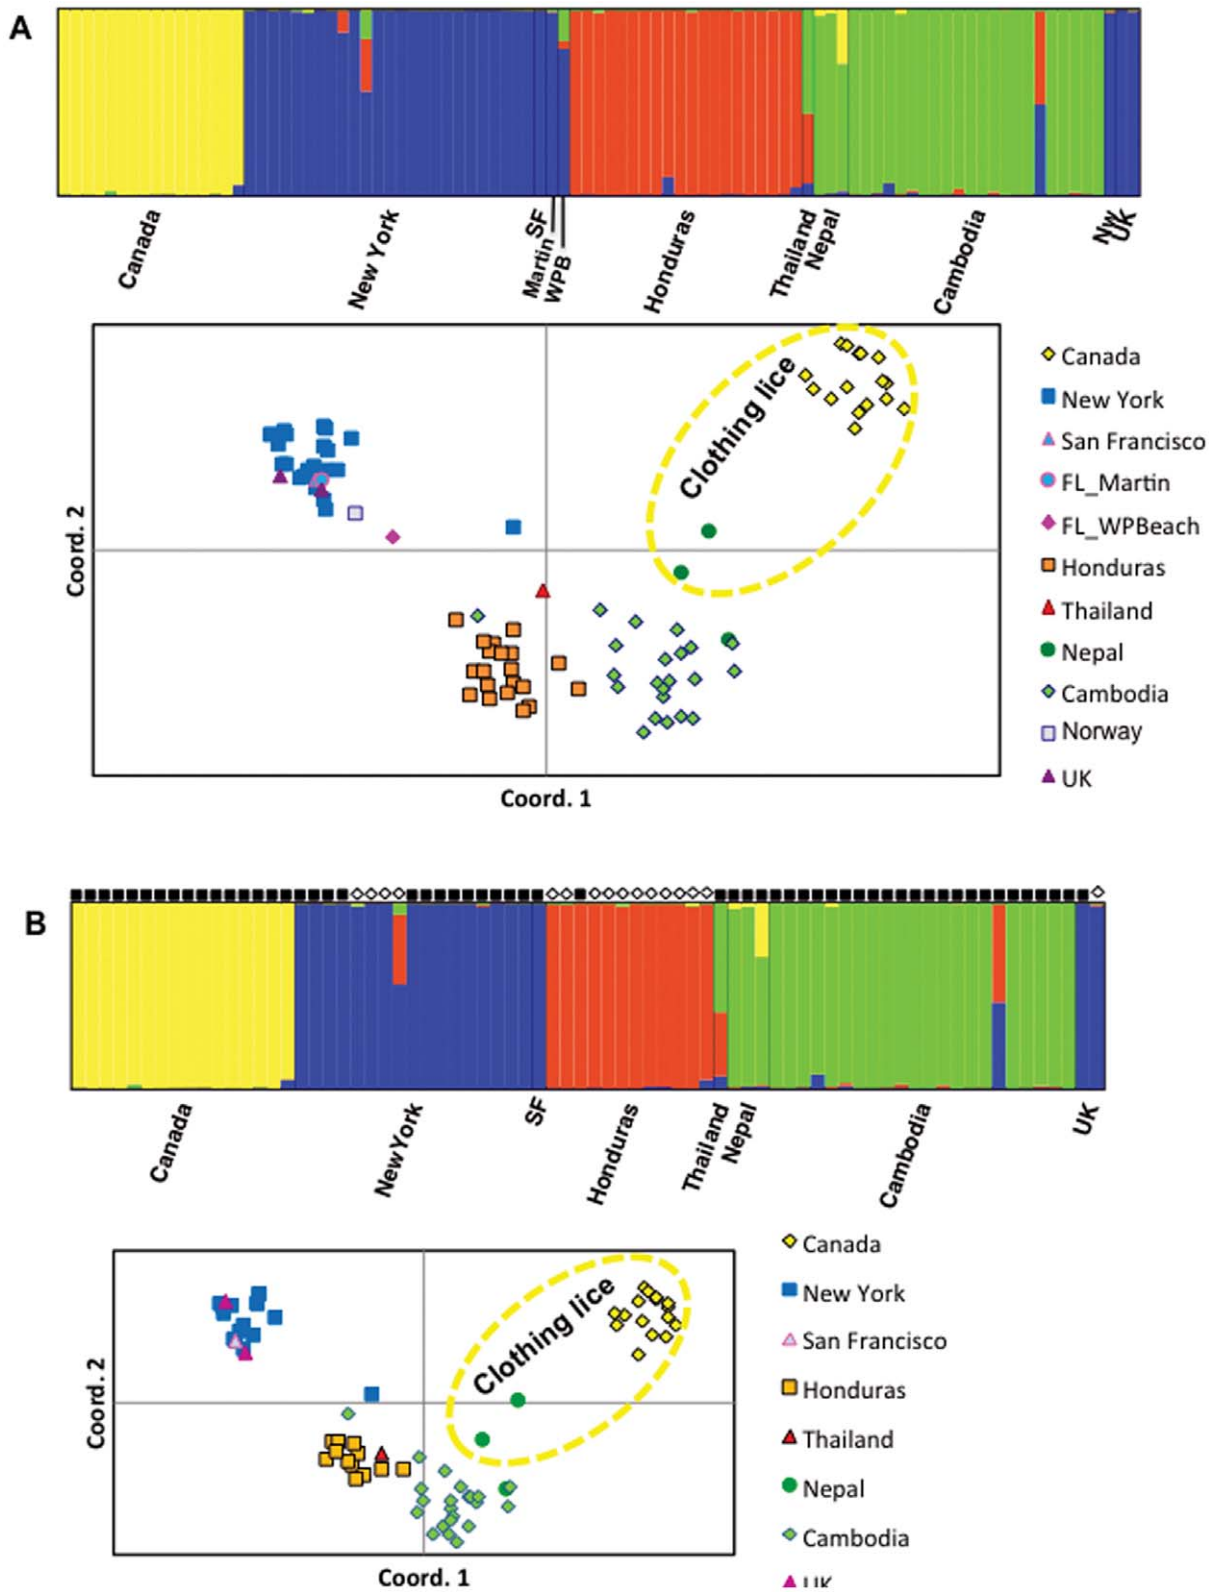 A
Canada
New York
SF
Martin
WPB
Honduras
Thailand
Nepal
Cambodia
UK
Clothing lice
Coord. 2
Coord. 1
Canada
New York
San Francisco
FL_Martin
FL_WPBeach
Honduras
Thailand
Nepal
Cambodia
Norway
UK
B
Canada
NewYork
SF
Honduras
Thailand
Nepal
Cambodia
UK
Clothing lice
Coord. 2
Coord. 1
Canada
New York
San Francisco
Honduras
Thailand
Nepal
Cambodia
UK